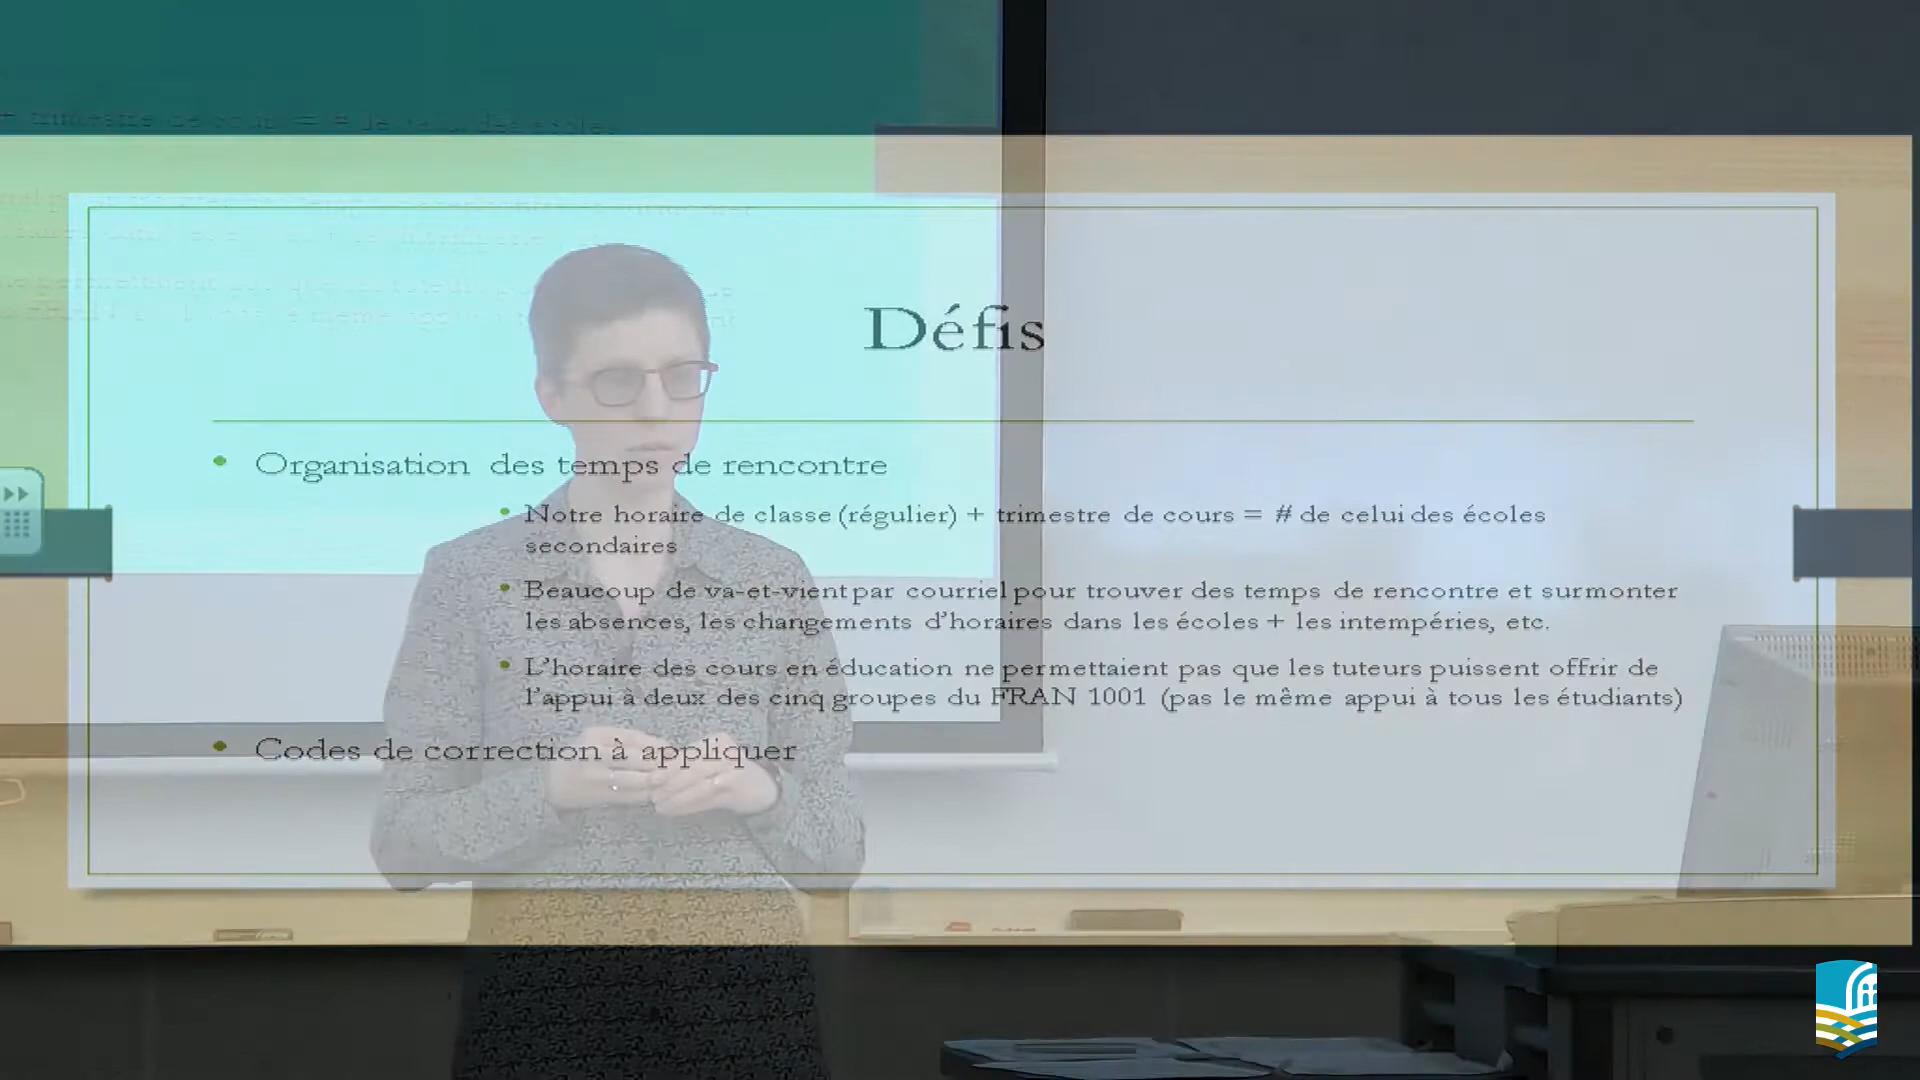 Défis
Organisation des temps de rencontre
Notre horaire de classe (régulier) + trimestre de cours = # de celui des écoles
secondaires
Beaucoup de va-et-vient par courriel pour trouver des temps de rencontre et surmonter
les absences, les changements d’horaires dans les écoles + les intempéries, etc.
L’horaire des cours en éducation ne permettaient pas que les tuteurs puissent offrir de
l’appui à deux des cinq groupes du FRAN 1001 (pas le même appui à tous les étudiants)
Codes de correction à appliquer